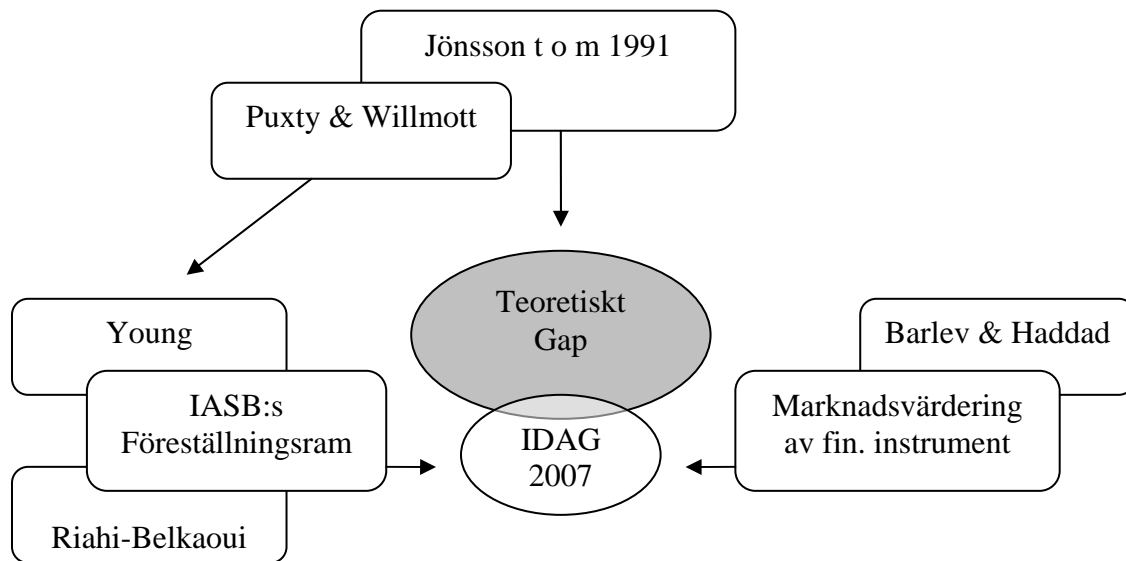 Jönsson t o m 1991
Puxty & Willmott
Teoretiskt
Gap
Young
Barlev & Haddad
IASB:s
Föreställningsram
Marknadsvärdering
av fin. instrument
IDAG
2007
Riahi-Belkaoui